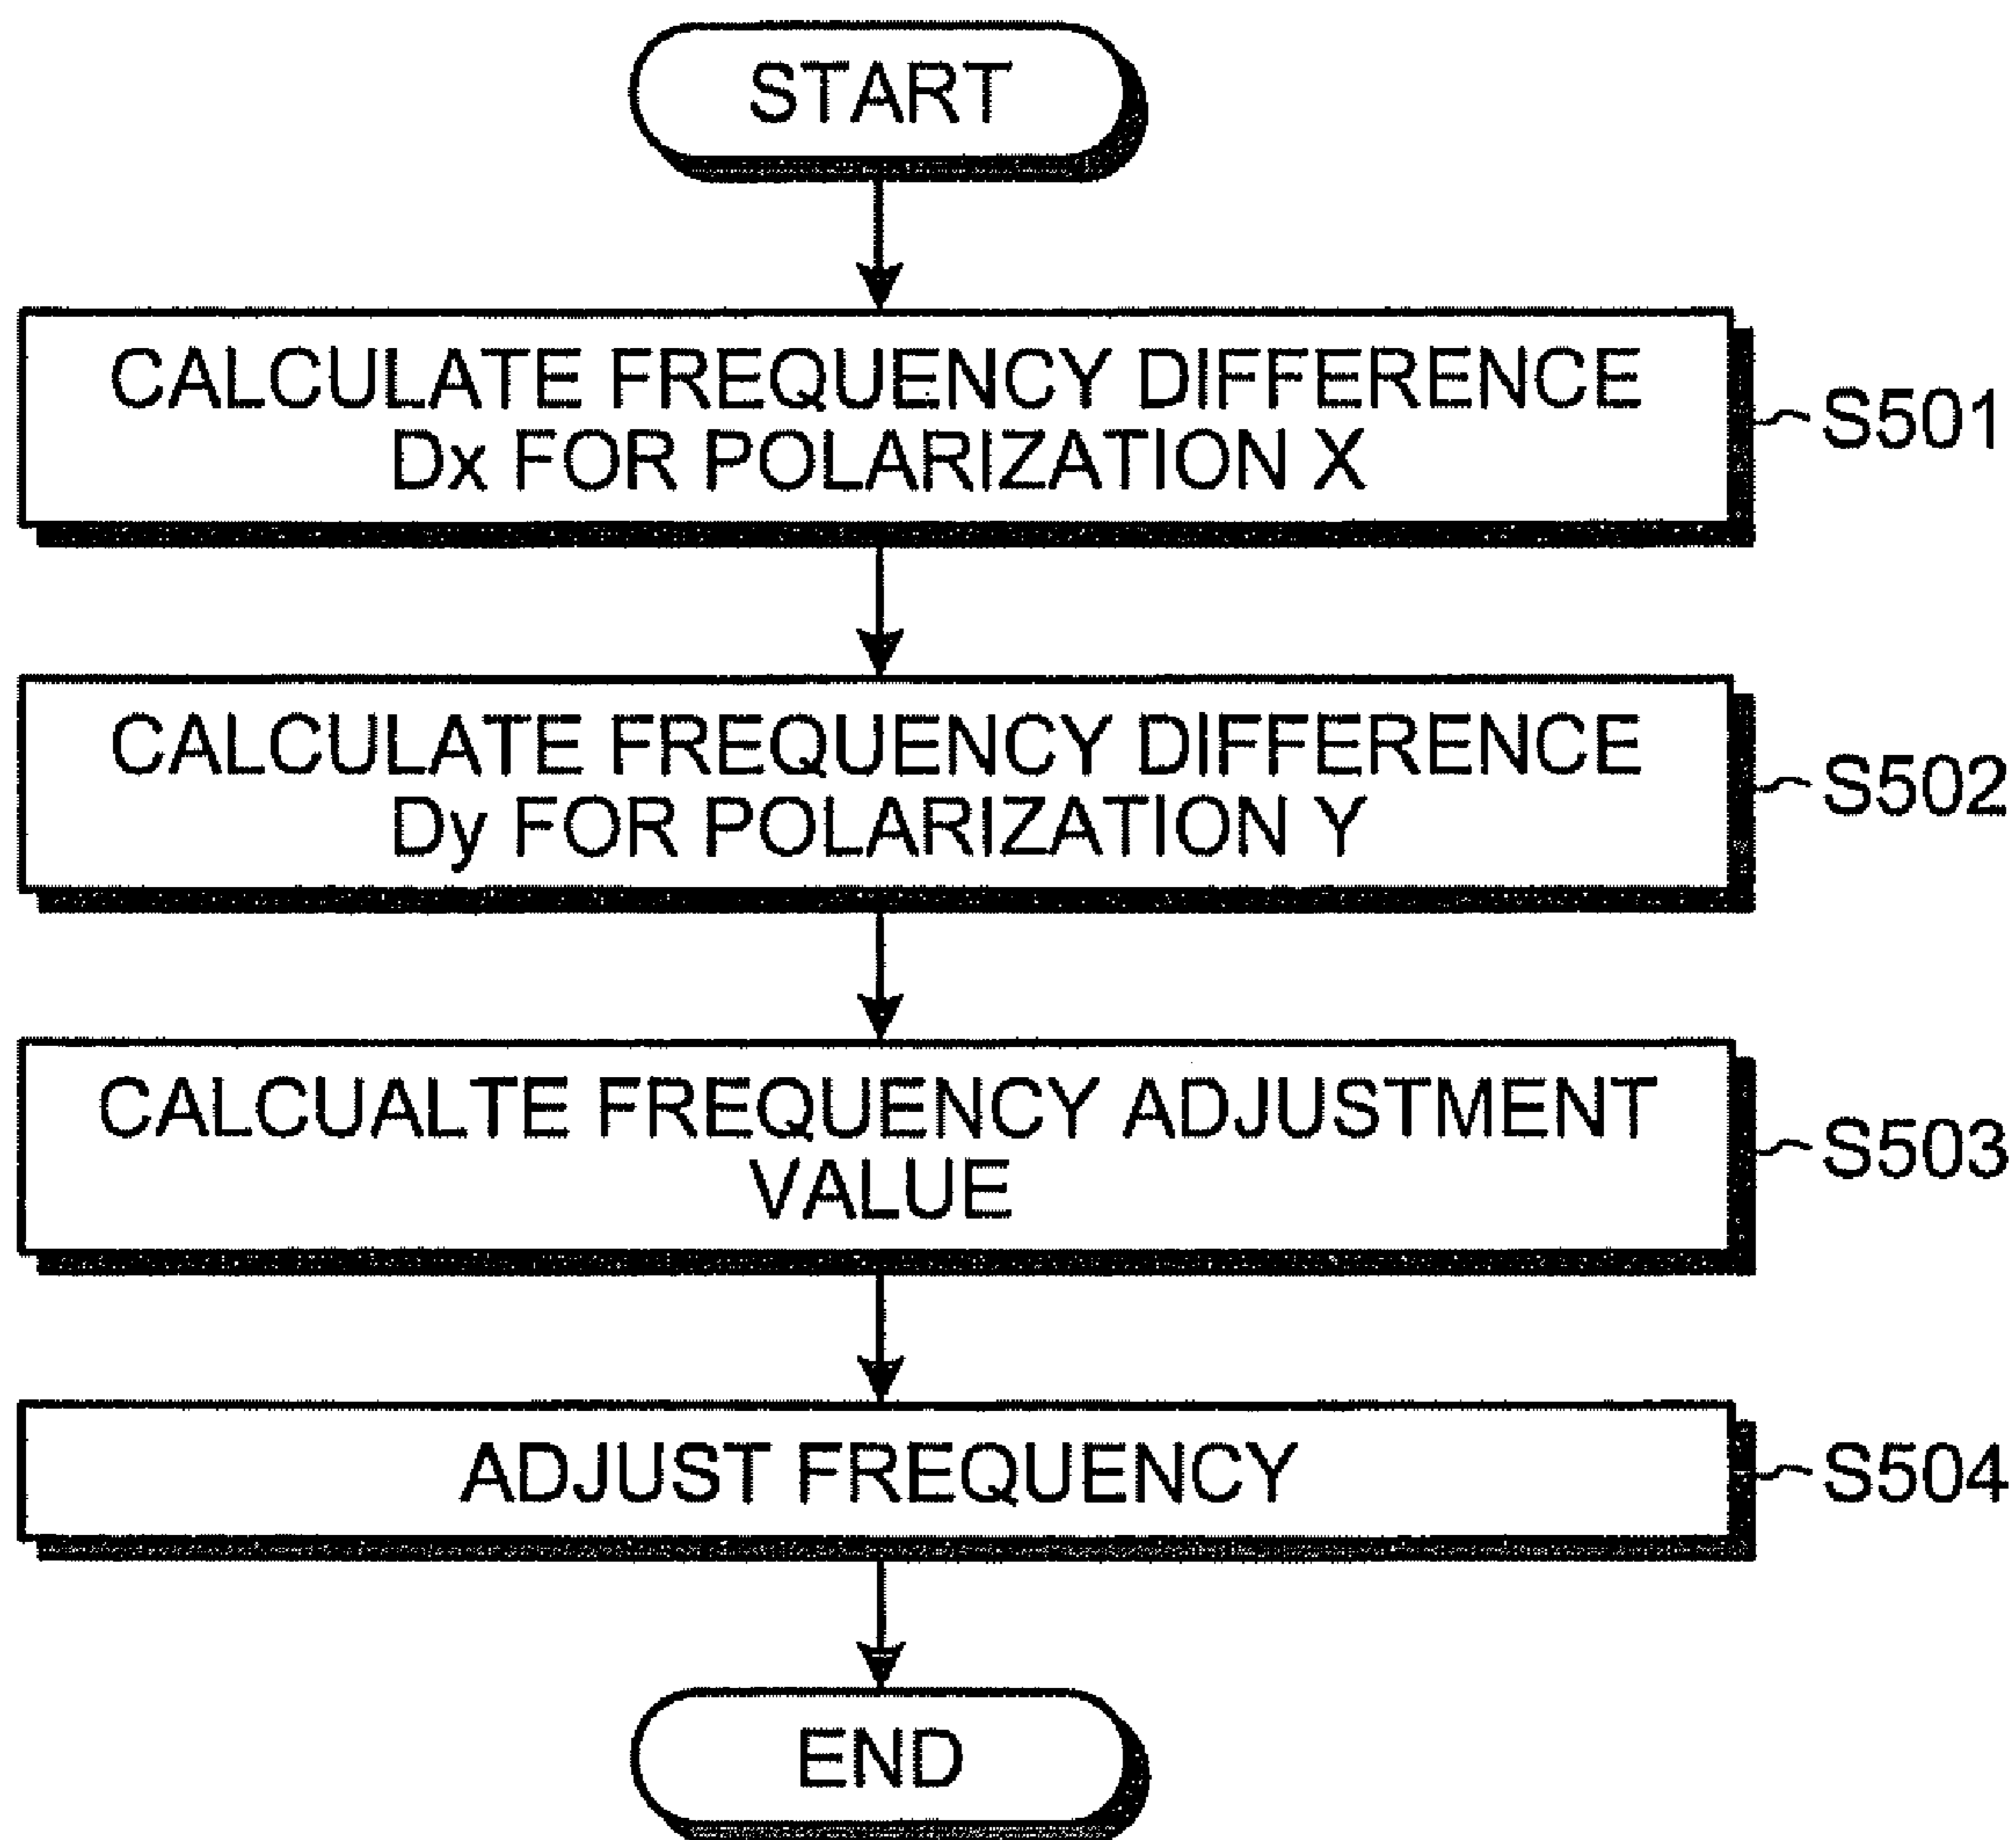 START
CALCULATE FREQUENCY DIFFERENCE
Dx FOR POLARIZATION X
S501
CALCULATE FREQUENCY DIFFERENCE
Dy FOR POLARIZATION Y
S502
CALCUALTE FREQUENCY ADJUSTMENT
VALUE
S503
ADJUST FREQUENCY
S504
END